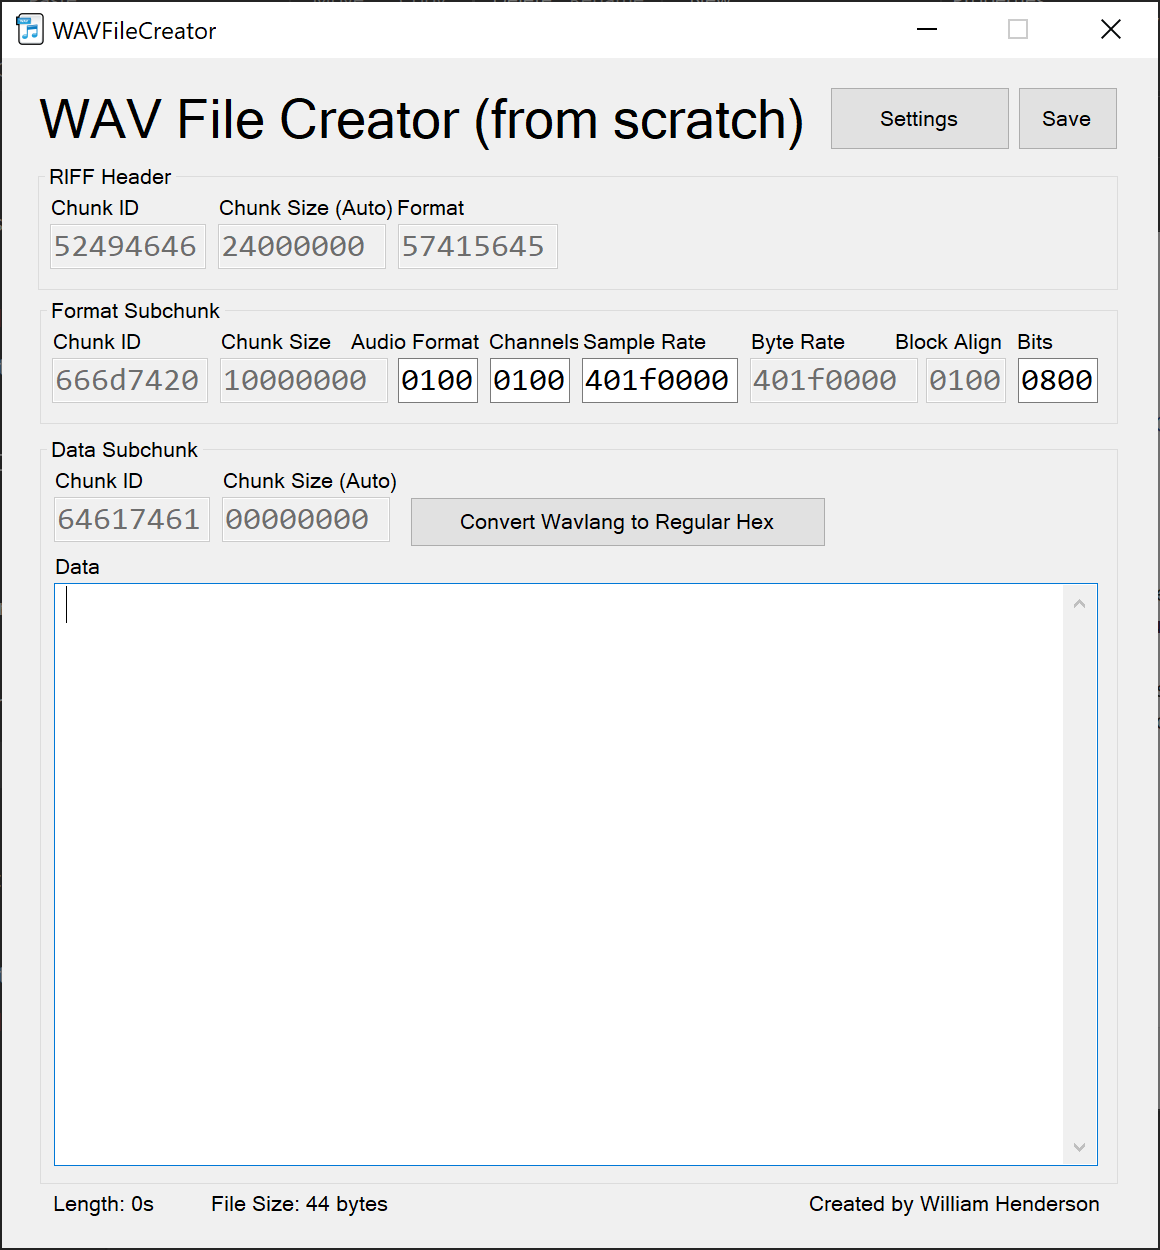 WAVFileCreator
WAV File Creator (from scratch) Settings Save
RIFF Header
Chunk ID Chunk Size (Auto) Format
52494646 24000000 57415645
Format Subchunk
Chunk ID Chunk Size Audio Format Channels Sample Rate Byte Rate Block Align Bits
666d7420 10000000 0100 0100 401f0000 401f0000 0100 0800
Data Subchunk
Chunk ID Chunk Size (Auto)
64617461 00000000 Convert Wavlang to Regular Hex
Data
Length: 0s File Size: 44 bytes Created by William Henderson